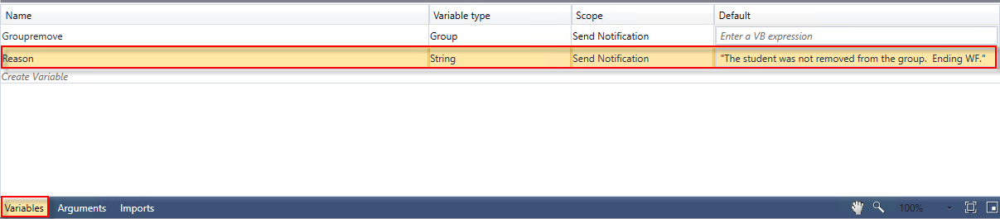 Name Variable type Scope Default
Groupremove Group Send Notification Enter a VB expression
Reason String Send Notification "The student was not removed from the group.  Ending WF."
Create Variable
Variables Arguments Imports 100%